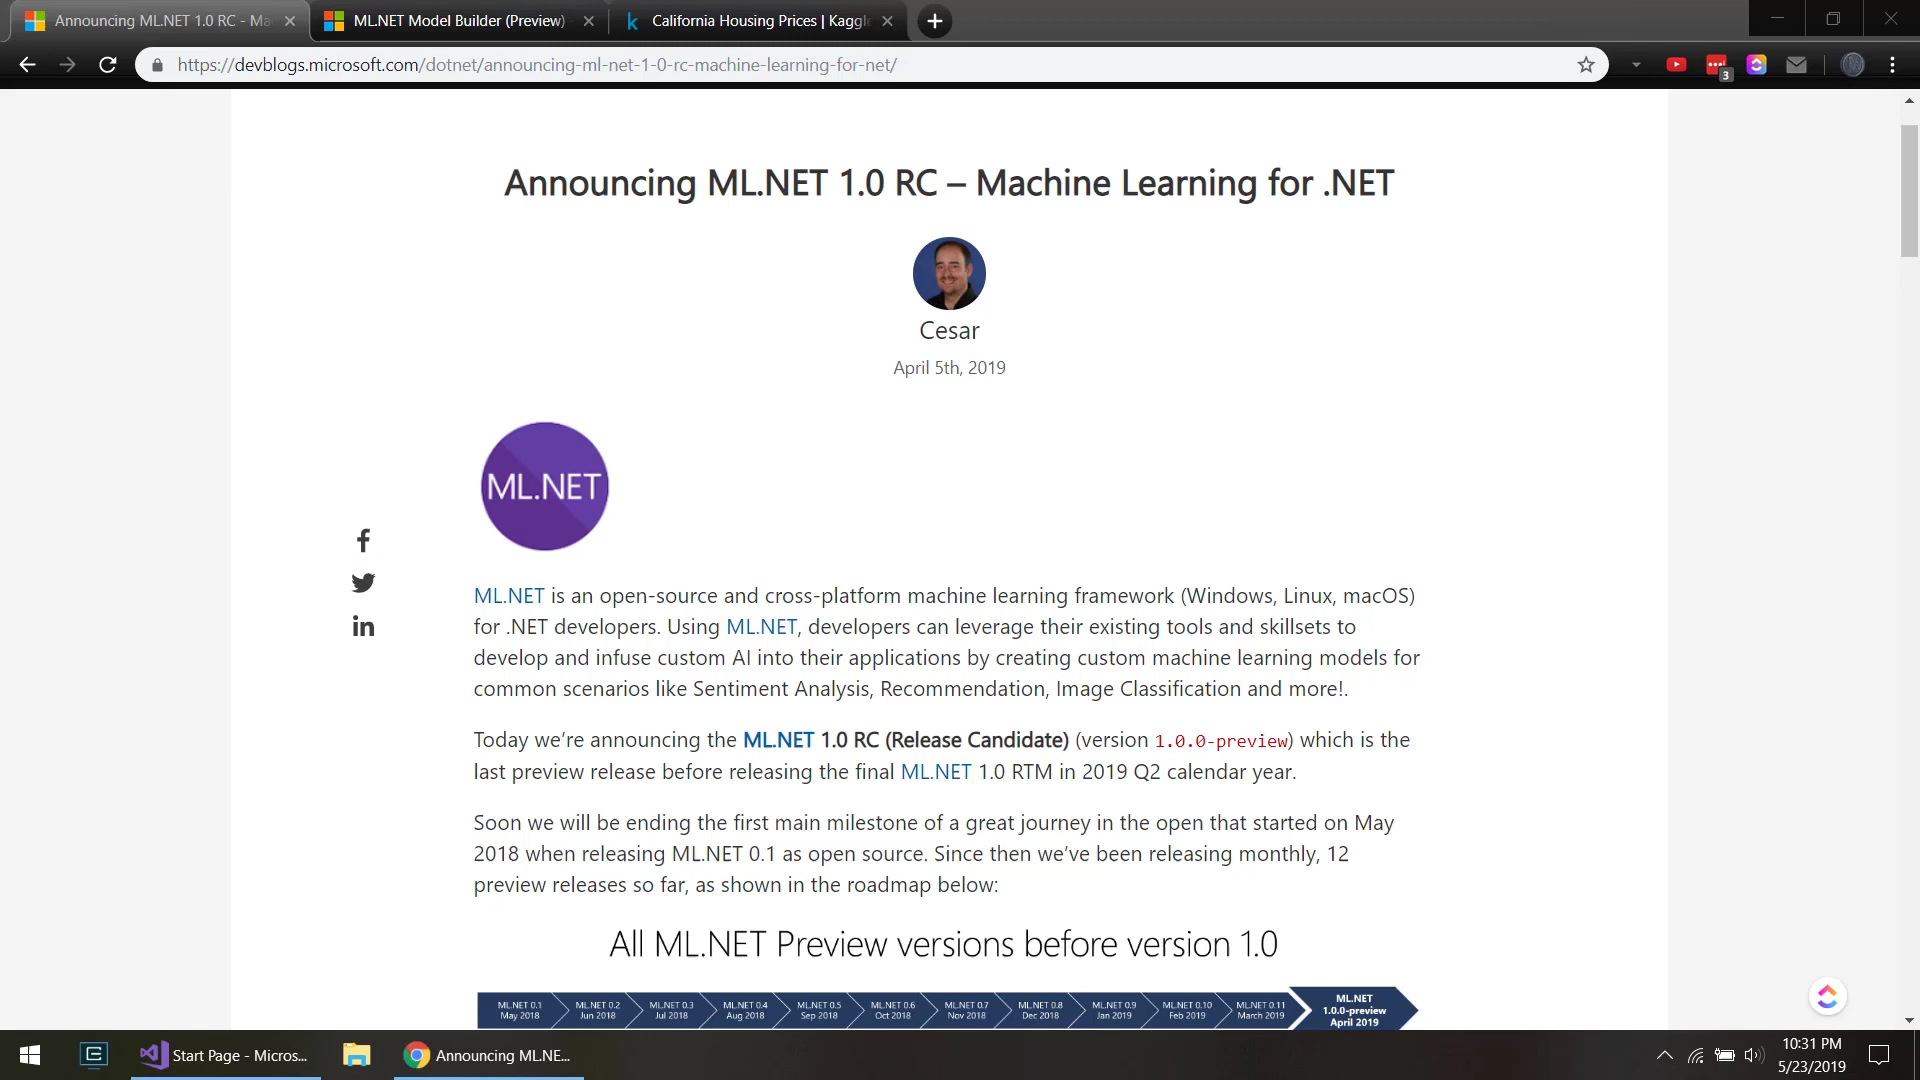 Announcing ML.NET 1.0 RC - Ma
ML.NET Model Builder (Preview)
California Housing Prices | Kaggle
https://devblogs.microsoft.com/dotnet/announcing-ml-net-1-0-rc-machine-learning-for-net/
3
Announcing ML.NET 1.0 RC – Machine Learning for .NET
Cesar
April 5th, 2019
ML.NET
ML.NET is an open-source and cross-platform machine learning framework (Windows, Linux, macOS)
for .NET developers. Using ML.NET, developers can leverage their existing tools and skillsets to
develop and infuse custom AI into their applications by creating custom machine learning models for
common scenarios like Sentiment Analysis, Recommendation, Image Classification and more!.
Today we’re announcing the ML.NET 1.0 RC (Release Candidate) (version 1.0.0-preview) which is the
last preview release before releasing the final ML.NET 1.0 RTM in 2019 Q2 calendar year.
Soon we will be ending the first main milestone of a great journey in the open that started on May
2018 when releasing ML.NET 0.1 as open source. Since then we’ve been releasing monthly, 12
preview releases so far, as shown in the roadmap below:
All ML.NET Preview versions before version 1.0
ML.NET 0.1
May 2018
ML.NET 0.2
Jun 2018
ML.NET 0.3
Jul 2018
ML.NET 0.4
Aug 2018
ML.NET 0.5
Sep 2018
ML.NET 0.6
Oct 2018
ML.NET 0.7
Nov 2018
ML.NET 0.8
Dec 2018
ML.NET 0.9
Jan 2019
ML.NET 0.10
Feb 2019
ML.NET 0.11
March 2019
ML.NET
1.0.0-preview
April 2019
Start Page - Micros...
Announcing ML.NE...
10:31 PM
5/23/2019